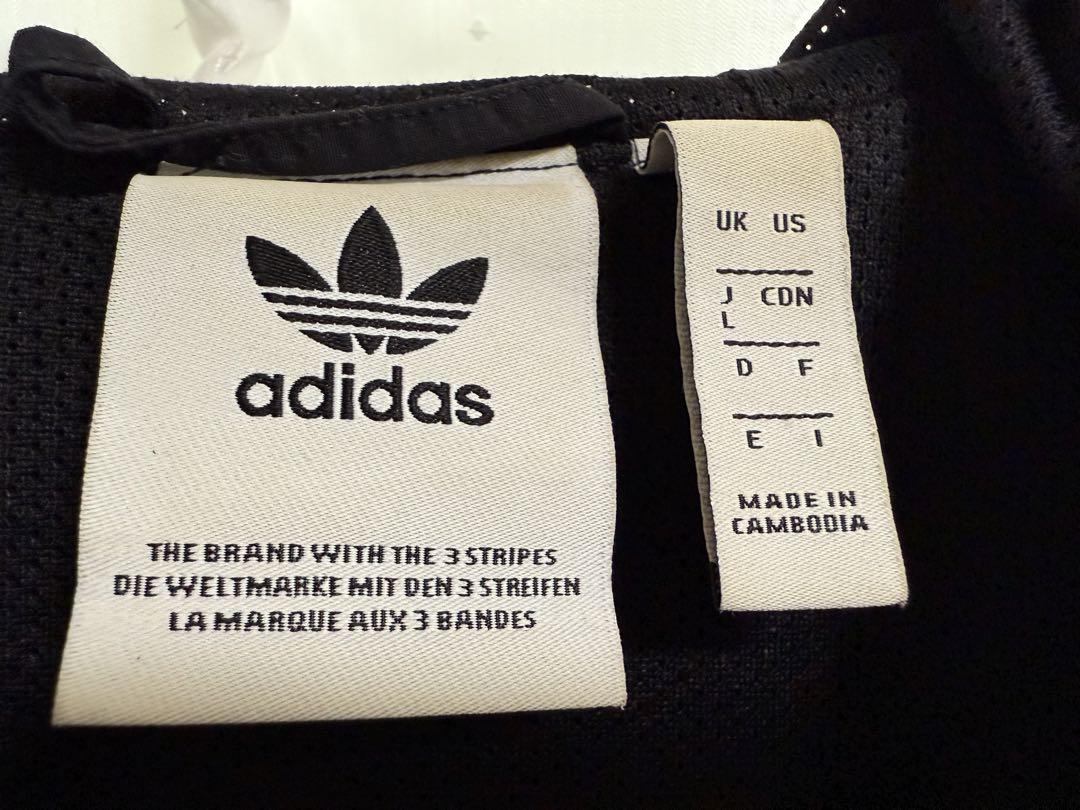 adidas
THE BRAND WITH THE 3 STRIPES
DIE WELTMARKE MIT DEN 3 STREIFEN
LA MARQUE AUX 3 BANDES
UK US
J CDN
L
D F
E I
MADE IN
CAMBODIA